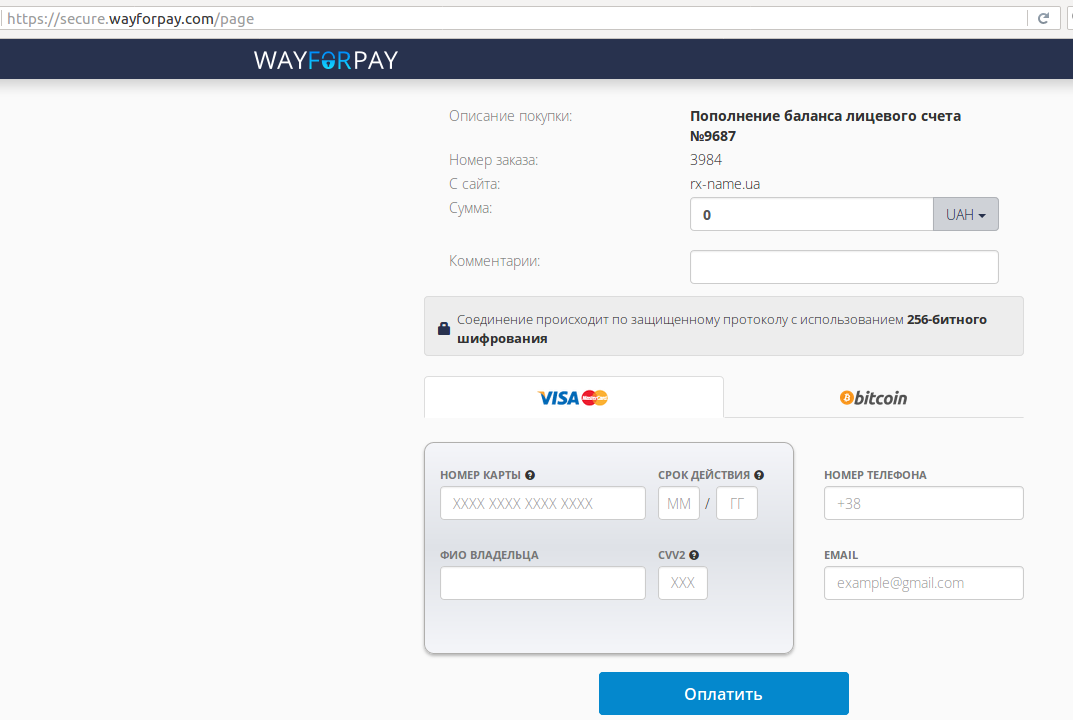 https://secure.wayforpay.com/page
WAYFORPAY
Описание покупки:
Пополнение баланса лицевого счета
№9687
Номер заказа:
3984
С сайта:
rx-name.ua
Сумма:
0
UAH
Комментарии:
Соединение происходит по защищенному протоколу с использованием 256-битного
шифрования
VISA MasterCard
bitcoin
НОМЕР КАРТЫ
СРОК ДЕЙСТВИЯ
НОМЕР ТЕЛЕФОНА
XXXX XXXX XXXX XXXX
ММ / ГГ
+38
ФИО ВЛАДЕЛЬЦА
CVV2
EMAIL
XXX
example@gmail.com
Оплатить